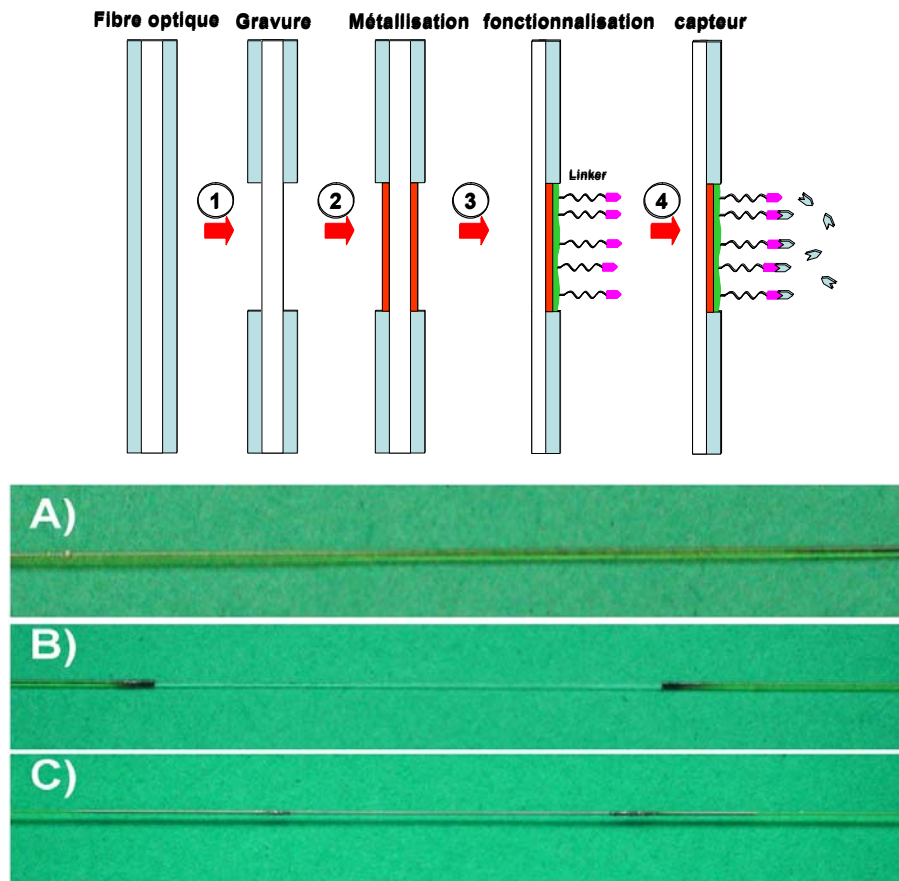 Fibre optique Gravure Métallisation fonctionnalisation capteur
Linker
1 2 3 4
A)
B)
C)